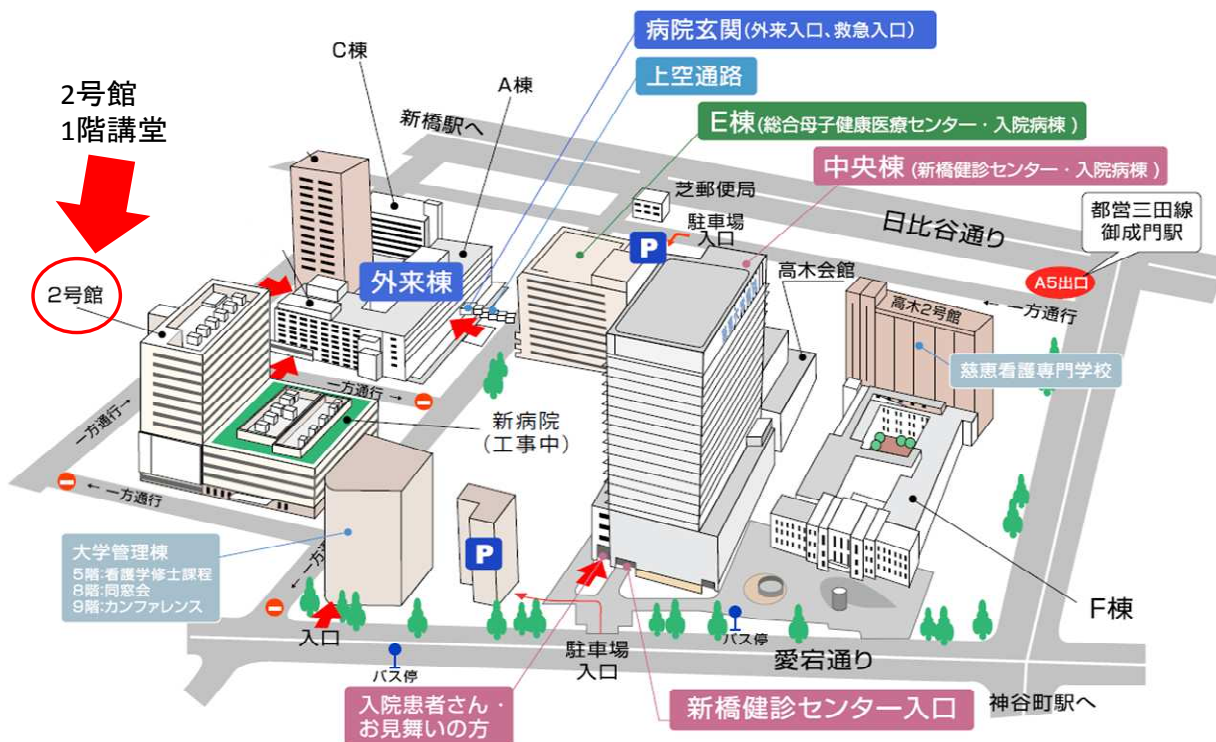 病院玄関(外来入口、救急入口)
C棟
上空通路
A棟
2号館
1階講堂
新橋駅へ
E棟(総合母子健康医療センター・入院病棟)
中央棟(新橋健診センター・入院病棟)
芝郵便局
日比谷通り
都営三田線
御成門駅
駐車場
入口
P
外来棟
高木会館
A5出口
2号館
← 一方通行
高木2号館
慈恵看護専門学校
一方通行→
一方通行→
新病院
(工事中)
← 一方通行
大学管理棟
5階:看護学修士課程
8階:同窓会
9階:カンファレンス
P
←一方通行
F棟
入口
バス停
駐車場
入口
バス停
愛宕通り
入院患者さん・
お見舞いの方
新橋健診センター入口
神谷町駅へ